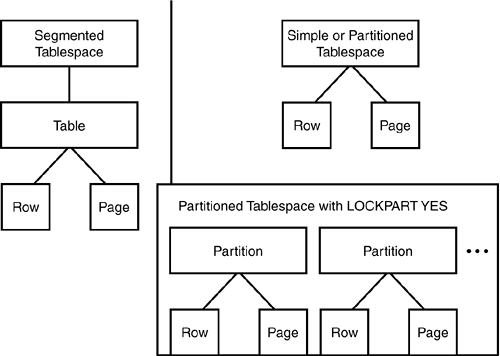 Segmented
Tablespace
Table
Row
Page
Simple or Partitioned
Tablespace
Row
Page
Partitioned Tablespace with LOCKPART YES
Partition
Partition
•••
Row
Page
Row
Page